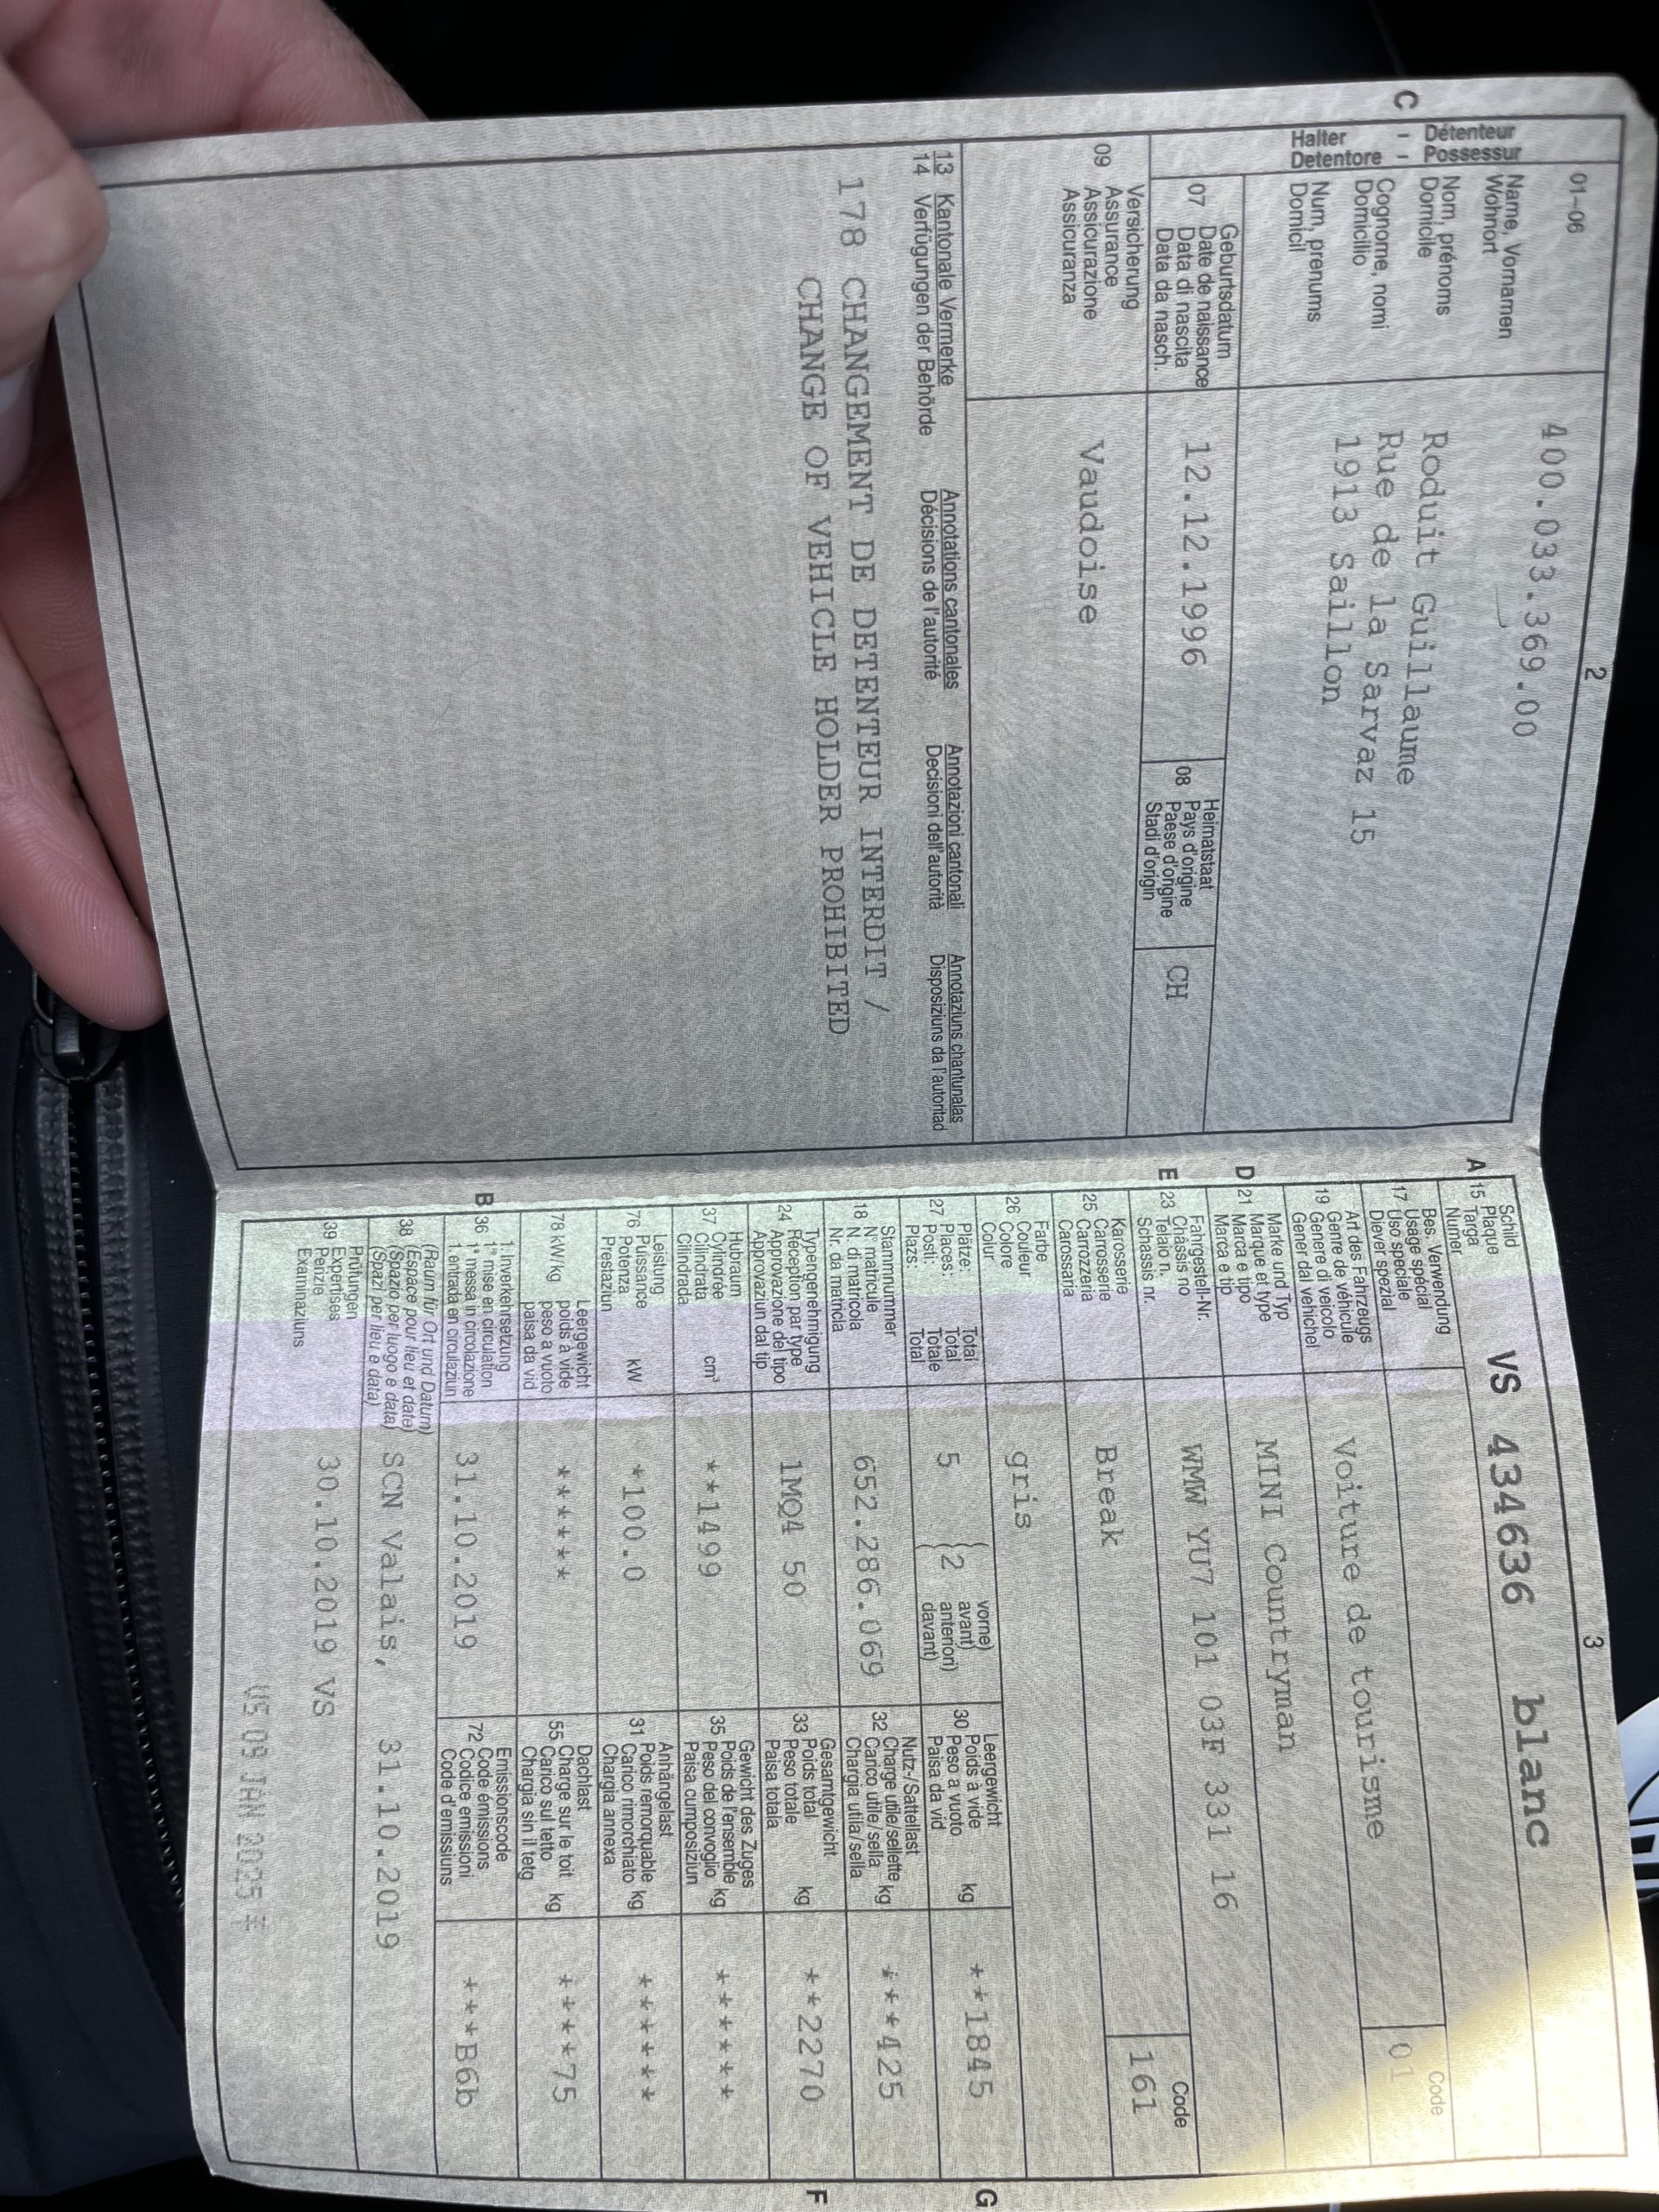 2
400.033.369.00
01-06
Name, Vornamen
Wohnort
Nom, prénoms
Domicile
Cognome, nomi
Domicilio
Num, prenums
Domicil
C
Halter - Détenteur
Detentore - Possessur
Roduit Guillaume
Rue de la Sarvaz 15
1913 Saillon
Geburtsdatum
07 Date de naissance
Data di nascita
Data da nasch.
12.12.1996
Heimatstaat
08 Pays d'origine
Paese d'origine
Stadi d'origin
CH
Versicherung
09 Assurance
Assicurazione
Assicuranza
Vaudoise
13 Kantonale Vermerke Annotations cantonales Annotazioni cantonali Annotaziuns chantunalas
14 Verfügungen der Behörde Décisions de l'autorité Decisioni dell'autorità Disposiziuns da l'autoritad
178 CHANGEMENT DE DETENTEUR INTERDIT /
CHANGE OF VEHICLE HOLDER PROHIBITED
3
A
Schild
15 Plaque
Targa
Numer
VS 434636 blanc
Bes. Verwendung
17 Usage spécial
Uso speciale
Diever spezial
Code
Art des Fahrzeugs
19 Genre de véhicule
Genere di veicolo
Gener dal vehichel
Voiture de tourisme
01
D
Marke und Typ
21 Marque et type
Marca e tipo
Marca e tip
MINI Countryman
E
Fahrgestell-Nr.
23 Châssis no
Telaio n.
Schassis nr.
WMW YU7 101 03F 331 16
Code
Karosserie
25 Carrosserie
Carrozzeria
Carossaria
Break
161
Farbe
26 Couleur
Colore
Colur
gris
Plätze: Total
27 Places: Total
Posti: Totale
Plazs: Total
5
(vorne)
(2 avant)
anteriori)
davant)
G
Leergewicht
30 Poids à vide
Peso a vuoto
Paisa da vid
kg
**1845
Stammnummer
18 N° matricule
N. di matricola
Nr. da matricla
652.286.069
Nutz-/Sattellast
32 Charge utile/sellette
Carico utile/sella
Chargia utila/sella
kg
***425
Typengenehmigung
24 Réception par type
Approvazione del tipo
Approvaziun dal tip
1MQ4 50
Gesamtgewicht
33 Poids total
Peso totale
Paisa totala
kg
**2270
F
Hubraum
37 Cylindrée
Cilindrata
Cilindrada
cm³
**1499
Gewicht des Zuges
35 Poids de l'ensemble
Peso del convoglio
Paisa cumposiziun
kg
******
Leistung
76 Puissance
Potenza
Prestaziun
kW
*100.0
Anhängelast
31 Poids remorquable
Carico rimorchiato
Chargia annexa
kg
******
78 kW/kg
Leergewicht
poids à vide
peso a vuoto
paisa da vid
******
Dachlast
55 Charge sur le toit
Carico sul tetto
Chargia sin il tetg
kg
****75
B
1. Inverkehrsetzung
36 1ᵉ mise en circulation
1ª messa in circolazione
1. entrada en circulaziun
31.10.2019
Emissionscode
72 Code émissions
Codice emissioni
Code d'emissiuns
***B6b
(Raum für Ort und Datum)
38 (Espace pour lieu et date)
(Spazio per luogo e data)
(Spazi per lieu e data)
SCN Valais, 31.10.2019
Prüfungen
39 Expertises
Perizie
Examinaziuns
30.10.2019 VS
VS 09 JAN 2025